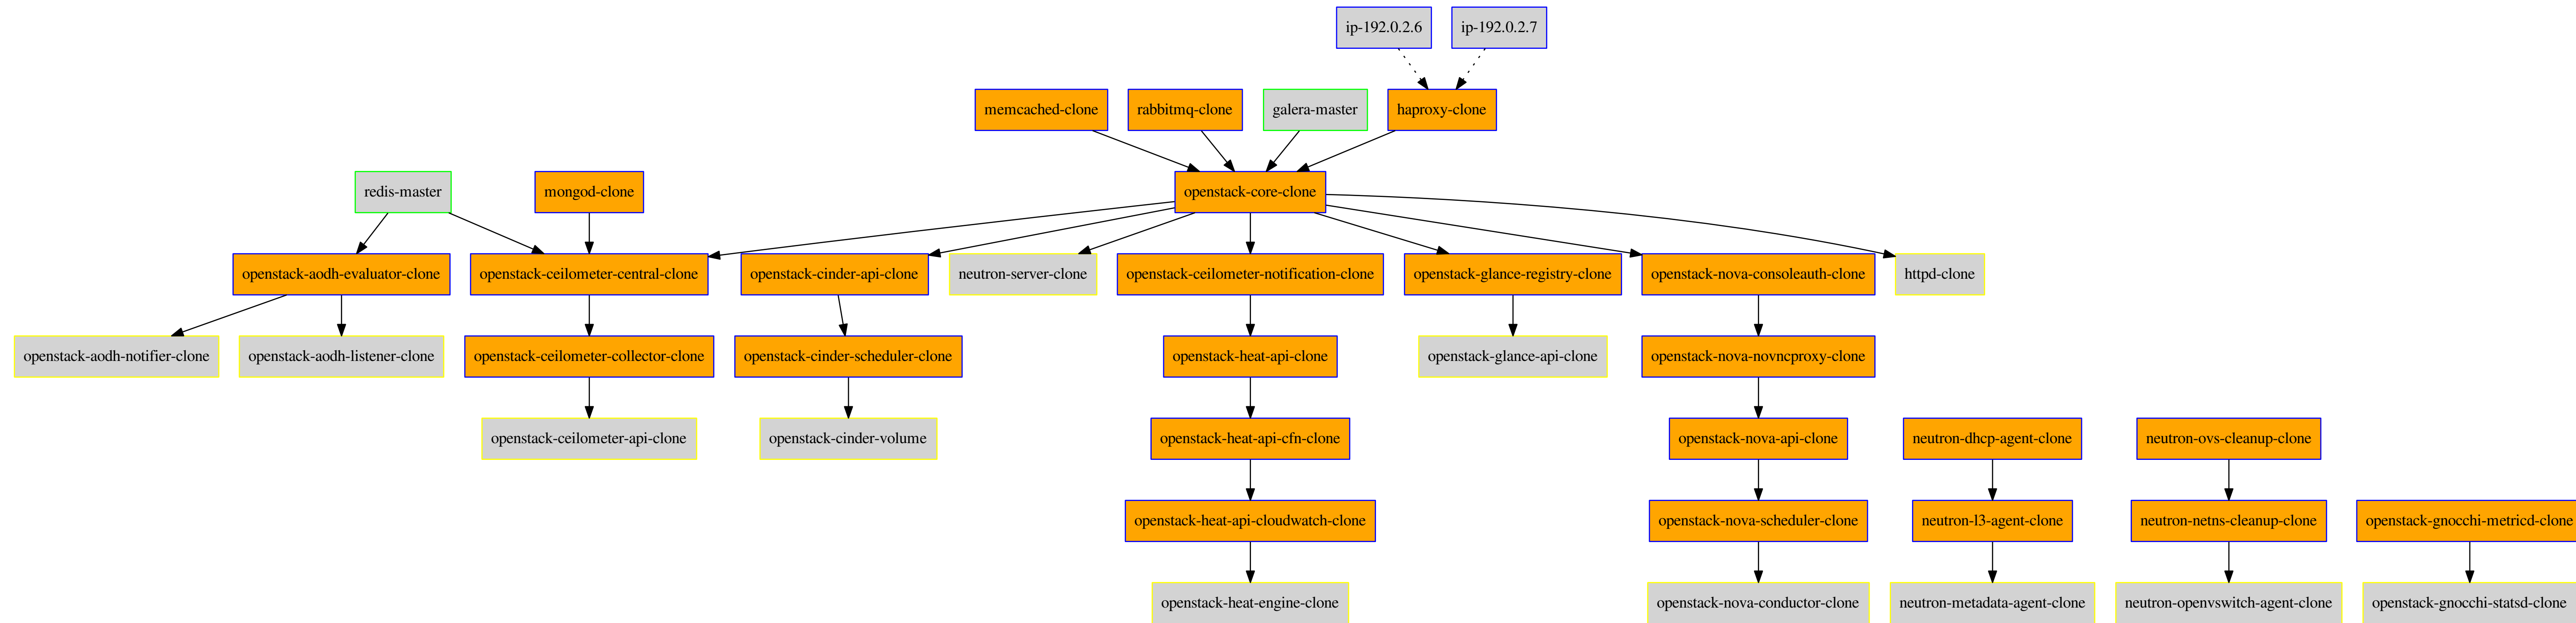 ip-192.0.2.6
ip-192.0.2.7
memcached-clone
rabbitmq-clone
galera-master
haproxy-clone
redis-master
mongod-clone
openstack-core-clone
openstack-aodh-evaluator-clone
openstack-ceilometer-central-clone
openstack-cinder-api-clone
neutron-server-clone
openstack-ceilometer-notification-clone
openstack-glance-registry-clone
openstack-nova-consoleauth-clone
httpd-clone
openstack-aodh-notifier-clone
openstack-aodh-listener-clone
openstack-ceilometer-collector-clone
openstack-cinder-scheduler-clone
openstack-heat-api-clone
openstack-glance-api-clone
openstack-nova-novncproxy-clone
openstack-ceilometer-api-clone
openstack-cinder-volume
openstack-heat-api-cfn-clone
openstack-nova-api-clone
neutron-dhcp-agent-clone
neutron-ovs-cleanup-clone
openstack-heat-api-cloudwatch-clone
openstack-nova-scheduler-clone
neutron-l3-agent-clone
neutron-netns-cleanup-clone
openstack-gnocchi-metricd-clone
openstack-heat-engine-clone
openstack-nova-conductor-clone
neutron-metadata-agent-clone
neutron-openvswitch-agent-clone
openstack-gnocchi-statsd-clone